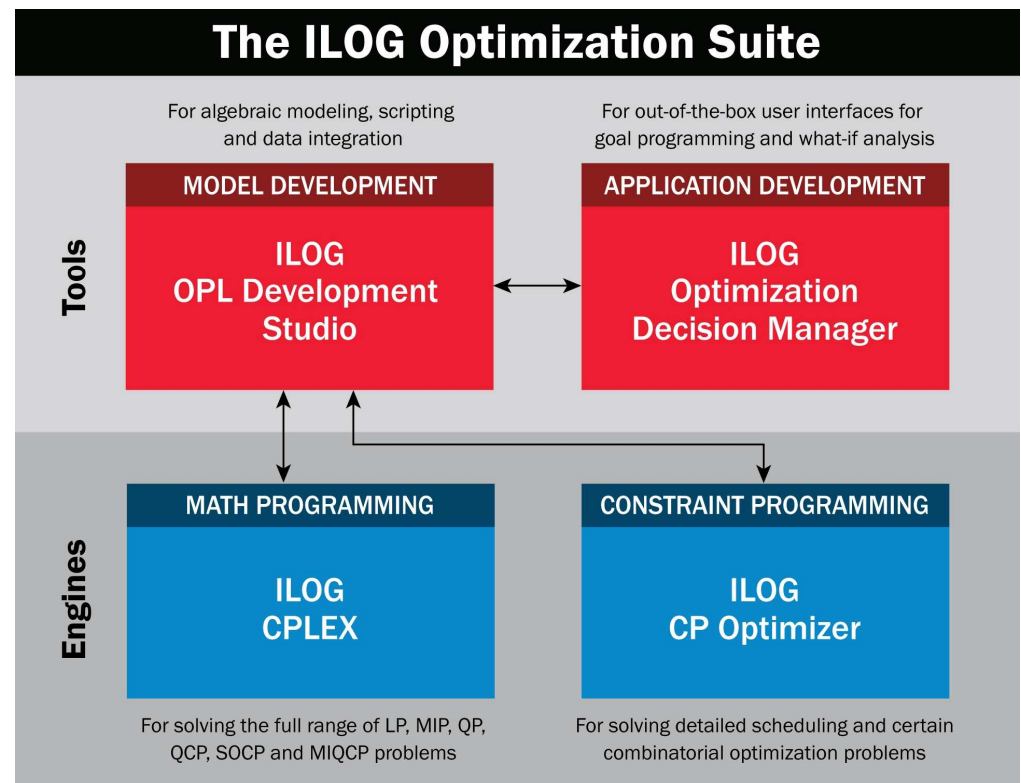 The ILOG Optimization Suite
For algebraic modeling, scripting
and data integration
For out-of-the-box user interfaces for
goal programming and what-if analysis
Tools
MODEL DEVELOPMENT
ILOG
OPL Development
Studio
APPLICATION DEVELOPMENT
ILOG
Optimization
Decision Manager
Engines
MATH PROGRAMMING
ILOG
CPLEX
CONSTRAINT PROGRAMMING
ILOG
CP Optimizer
For solving the full range of LP, MIP, QP,
QCP, SOCP and MIQCP problems
For solving detailed scheduling and certain
combinatorial optimization problems